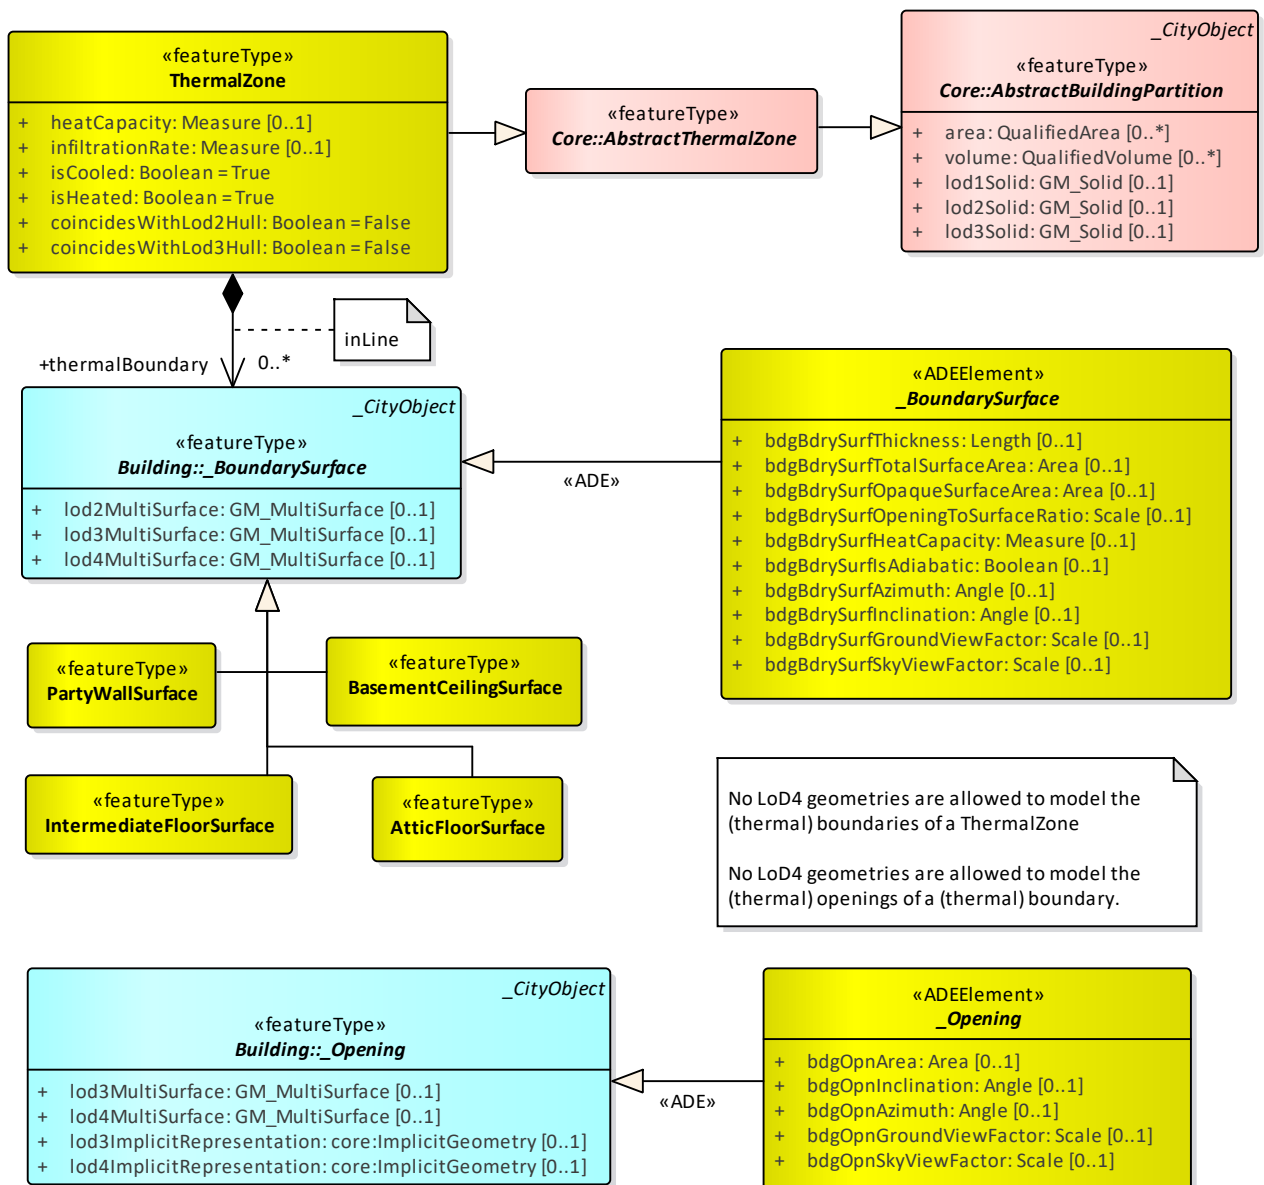 «featureType»
ThermalZone
+ heatCapacity: Measure [0..1]
+ infiltrationRate: Measure [0..1]
+ isCooled: Boolean = True
+ isHeated: Boolean = True
+ coincidesWithLod2Hull: Boolean = False
+ coincidesWithLod3Hull: Boolean = False
«featureType»
Core::AbstractThermalZone
_CityObject
«featureType»
Core::AbstractBuildingPartition
+ area: QualifiedArea [0..*]
+ volume: QualifiedVolume [0..*]
+ lod1Solid: GM_Solid [0..1]
+ lod2Solid: GM_Solid [0..1]
+ lod3Solid: GM_Solid [0..1]
inLine
+thermalBoundary 0..*
_CityObject
«featureType»
Building::_BoundarySurface
+ lod2MultiSurface: GM_MultiSurface [0..1]
+ lod3MultiSurface: GM_MultiSurface [0..1]
+ lod4MultiSurface: GM_MultiSurface [0..1]
«ADE»
«ADEElement»
_BoundarySurface
+ bdgBdrySurfThickness: Length [0..1]
+ bdgBdrySurfTotalSurfaceArea: Area [0..1]
+ bdgBdrySurfOpaqueSurfaceArea: Area [0..1]
+ bdgBdrySurfOpeningToSurfaceRatio: Scale [0..1]
+ bdgBdrySurfHeatCapacity: Measure [0..1]
+ bdgBdrySurfIsAdiabatic: Boolean [0..1]
+ bdgBdrySurfAzimuth: Angle [0..1]
+ bdgBdrySurfInclination: Angle [0..1]
+ bdgBdrySurfGroundViewFactor: Scale [0..1]
+ bdgBdrySurfSkyViewFactor: Scale [0..1]
«featureType»
PartyWallSurface
«featureType»
BasementCeilingSurface
«featureType»
IntermediateFloorSurface
«featureType»
AtticFloorSurface
No LoD4 geometries are allowed to model the
(thermal) boundaries of a ThermalZone
No LoD4 geometries are allowed to model the
(thermal) openings of a (thermal) boundary.
_CityObject
«featureType»
Building::_Opening
+ lod3MultiSurface: GM_MultiSurface [0..1]
+ lod4MultiSurface: GM_MultiSurface [0..1]
+ lod3ImplicitRepresentation: core:ImplicitGeometry [0..1]
+ lod4ImplicitRepresentation: core:ImplicitGeometry [0..1]
«ADE»
«ADEElement»
_Opening
+ bdgOpnArea: Area [0..1]
+ bdgOpnInclination: Angle [0..1]
+ bdgOpnAzimuth: Angle [0..1]
+ bdgOpnGroundViewFactor: Scale [0..1]
+ bdgOpnSkyViewFactor: Scale [0..1]